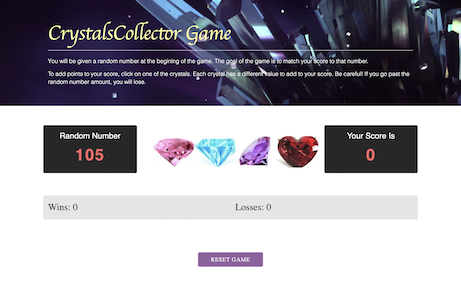 CrystalsCollector Game
You will be given a random number at the begining of the game. The goal of the game is to match your score to that number.
To add points to your score, click on one of the crystals. Each crystal has a different value to add to your score. Be careful! If you go past the
random number amount, you will lose.
Random Number
105
Your Score Is
0
Wins: 0
Losses: 0
RESET GAME